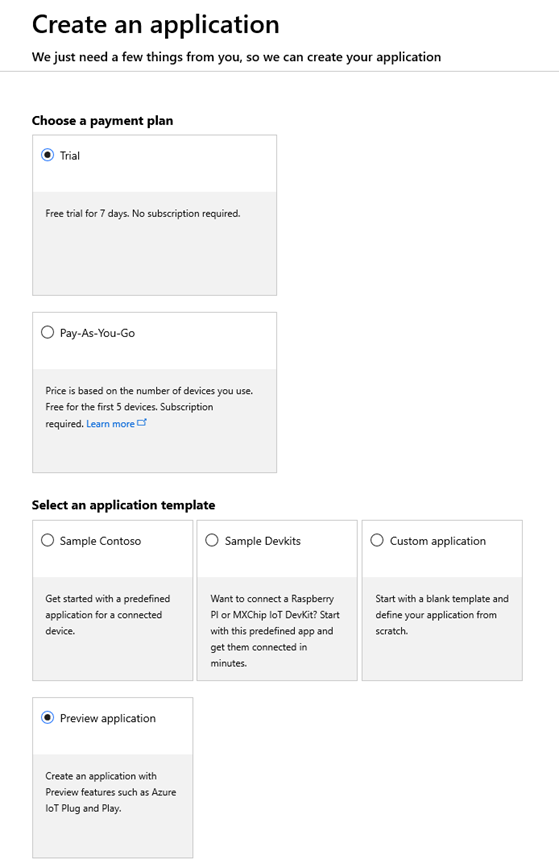 Create an application
We just need a few things from you, so we can create your application
Choose a payment plan
Trial
Free trial for 7 days. No subscription required.
Pay-As-You-Go
Price is based on the number of devices you use.
Free for the first 5 devices. Subscription
required. Learn more
Select an application template
Sample Contoso
Get started with a predefined
application for a connected
device.
Sample Devkits
Want to connect a Raspberry
PI or MXChip IoT DevKit? Start
with this predefined app and
get them connected in
minutes.
Custom application
Start with a blank template and
define your application from
scratch.
Preview application
Create an application with
Preview features such as Azure
IoT Plug and Play.